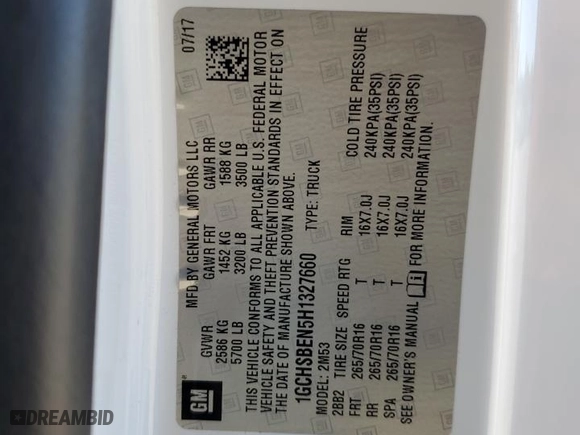 GM
MFD BY GENERAL MOTORS LLC 07/17
GVWR GAWR FRT GAWR RR
2586 KG 1452 KG 1588 KG
5700 LB 3200 LB 3500 LB
THIS VEHICLE CONFORMS TO ALL APPLICABLE U.S. FEDERAL MOTOR
VEHICLE SAFETY AND THEFT PREVENTION STANDARDS IN EFFECT ON
THE DATE OF MANUFACTURE SHOWN ABOVE.
1GCHSBEN5H1327660 TYPE: TRUCK
MODEL: 2M53
28B2
TIRE SIZE SPEED RTG RIM COLD TIRE PRESSURE
FRT 265/70R16 T 16X7.0J 240KPA(35PSI)
RR 265/70R16 T 16X7.0J 240KPA(35PSI)
SPA 265/70R16 T 16X7.0J 240KPA(35PSI)
SEE OWNER'S MANUAL FOR MORE INFORMATION.
DREAMBID